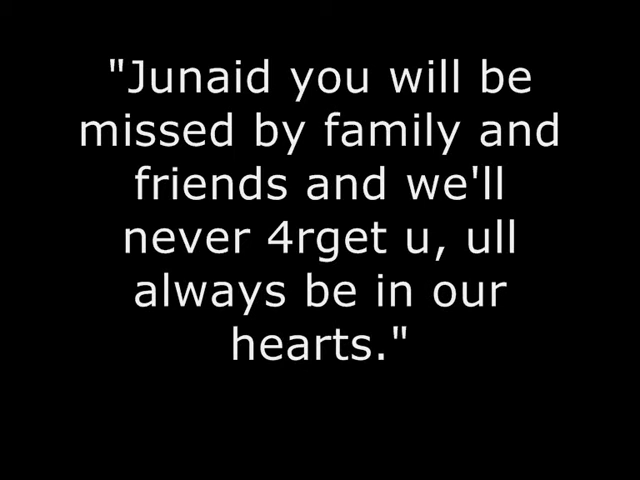 "Junaid you will be
missed by family and
friends and we'll
never 4rget u, ull
always be in our
hearts."